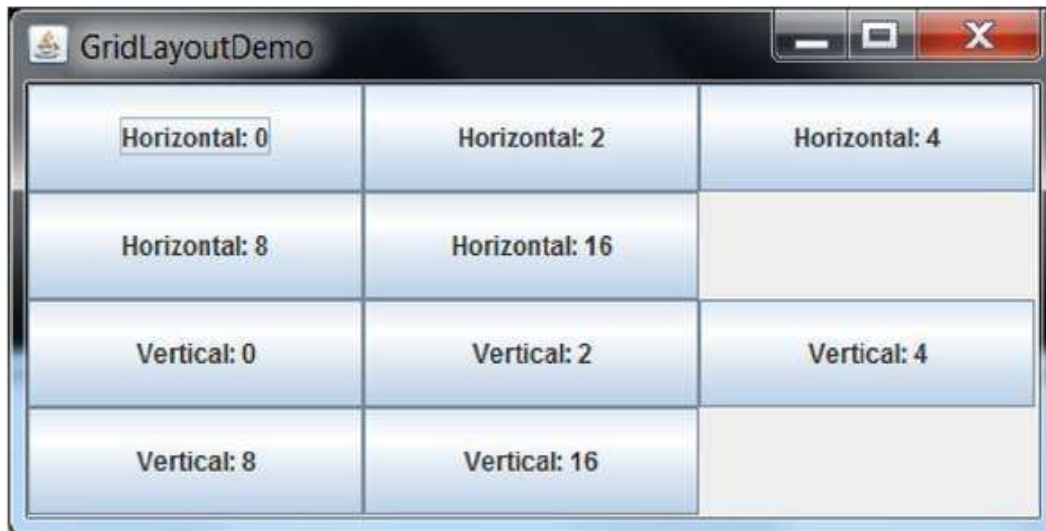 GridLayoutDemo
Horizontal: 0 Horizontal: 2 Horizontal: 4
Horizontal: 8 Horizontal: 16
Vertical: 0 Vertical: 2 Vertical: 4
Vertical: 8 Vertical: 16